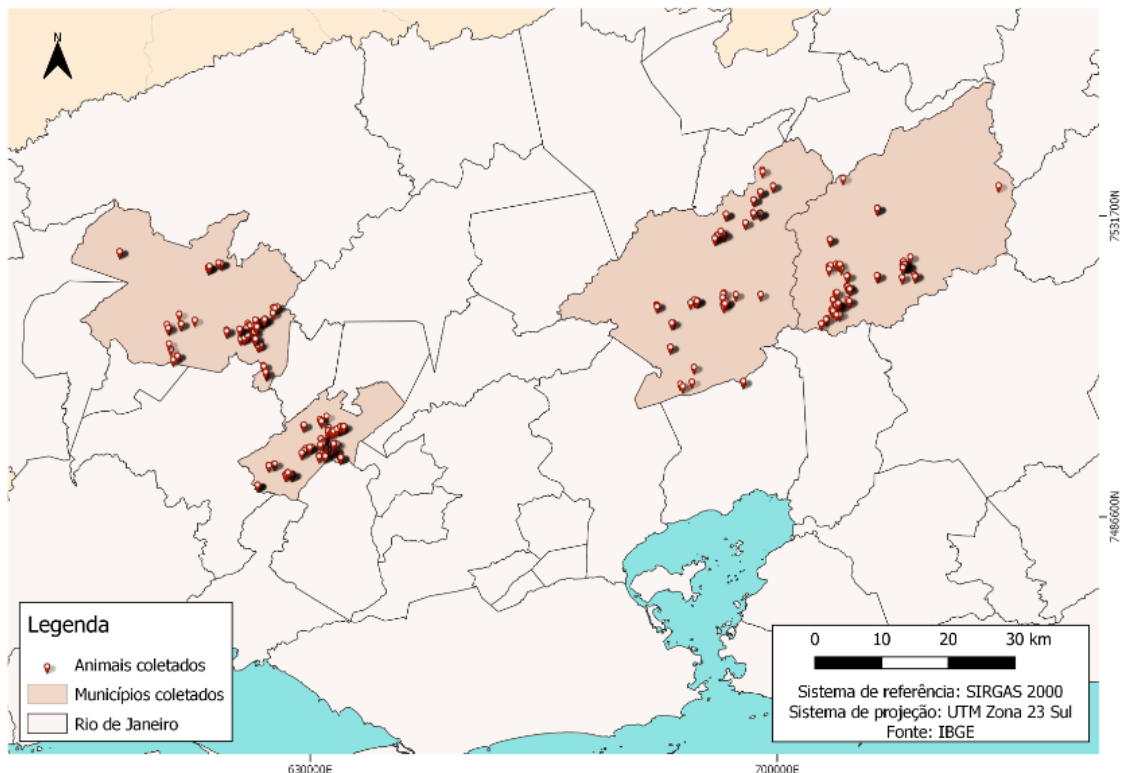 N
7531700N
7486600N
Legenda
Animais coletados
Municípios coletados
Rio de Janeiro
0 10 20 30 km
Sistema de referência: SIRGAS 2000
Sistema de projeção: UTM Zona 23 Sul
Fonte: IBGE
630000E
700000E